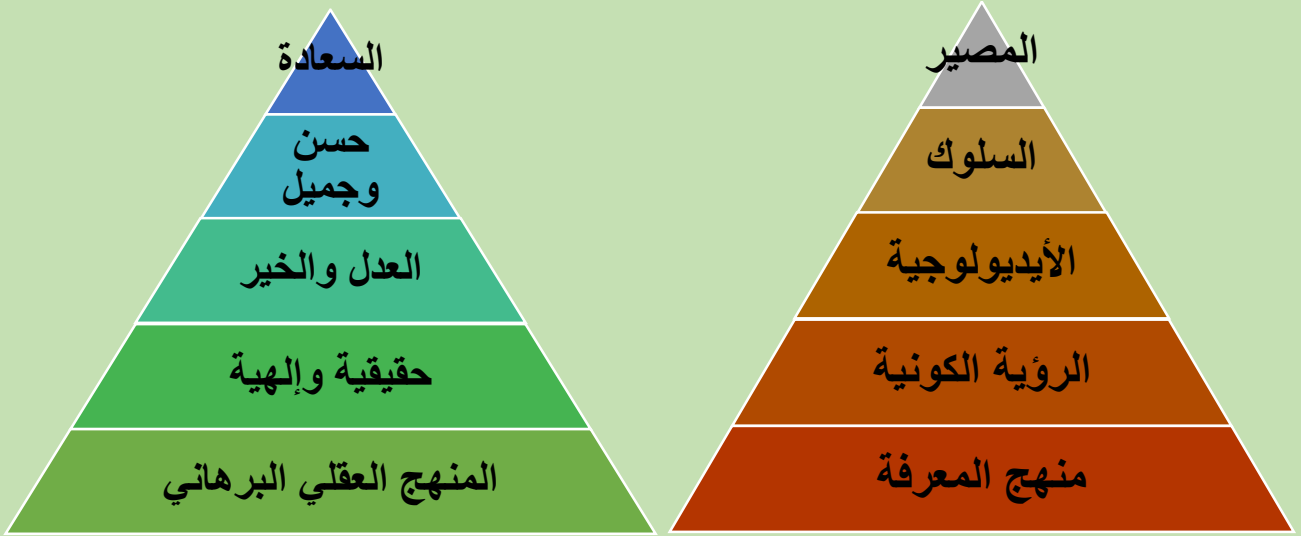 المصير
السلوك
الأيديولوجية
الرؤية الكونية
منهج المعرفة
السعادة
حسن
وجميل
العدل والخير
حقيقية وإلهية
المنهج العقلي البرهاني